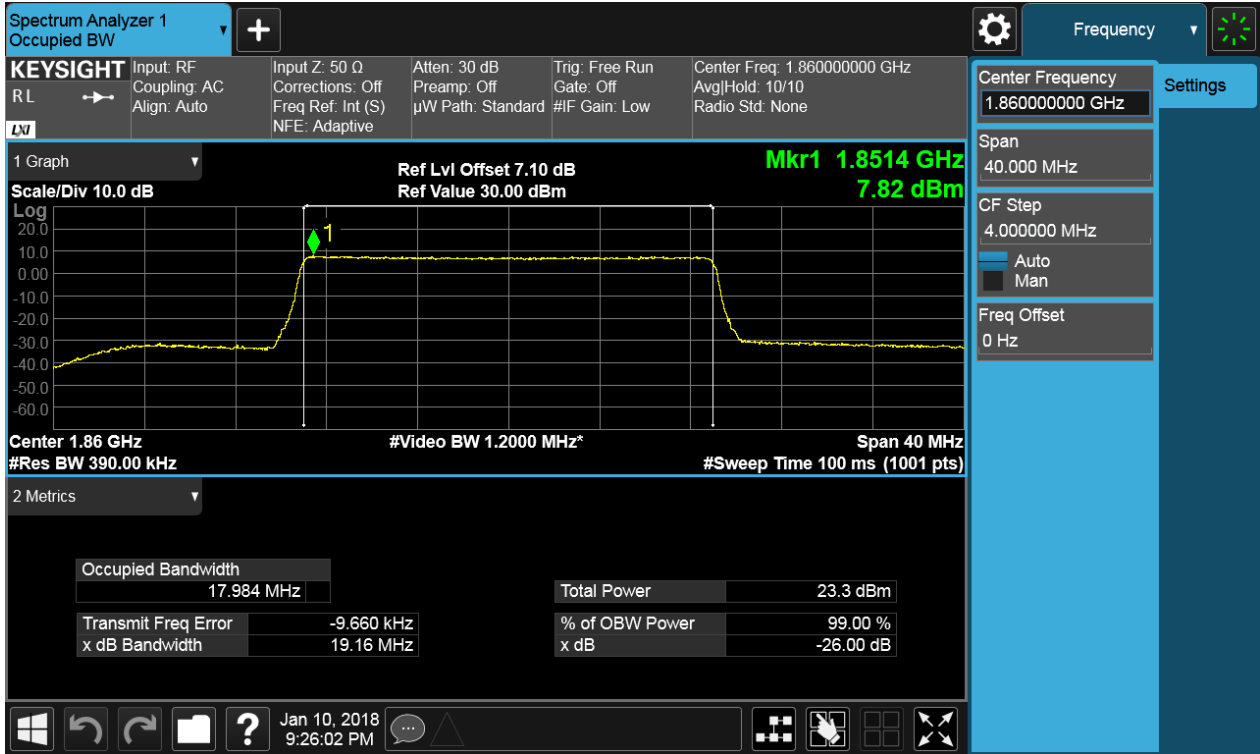 Spectrum Analyzer 1
Occupied BW
+
Frequency
KEYSIGHT
R L
LXI
Input: RF
Coupling: AC
Align: Auto
Input Z: 50 Ω
Corrections: Off
Freq Ref: Int (S)
NFE: Adaptive
Atten: 30 dB
Preamp: Off
µW Path: Standard
Trig: Free Run
Gate: Off
#IF Gain: Low
Center Freq: 1.860000000 GHz
Avg|Hold: 10/10
Radio Std: None
Center Frequency
1.860000000 GHz
Settings
Span
40.000 MHz
CF Step
4.000000 MHz
Auto
Man
Freq Offset
0 Hz
1 Graph
Scale/Div 10.0 dB
Ref Lvl Offset 7.10 dB
Ref Value 30.00 dBm
Mkr1 1.8514 GHz
7.82 dBm
Log
20.0
10.0
0.00
-10.0
-20.0
-30.0
-40.0
-50.0
-60.0
1
Center 1.86 GHz
#Res BW 390.00 kHz
#Video BW 1.2000 MHz*
Span 40 MHz
#Sweep Time 100 ms (1001 pts)
2 Metrics
Occupied Bandwidth
17.984 MHz
Total Power 23.3 dBm
Transmit Freq Error -9.660 kHz
% of OBW Power 99.00 %
x dB Bandwidth 19.16 MHz
x dB -26.00 dB
?
Jan 10, 2018
9:26:02 PM